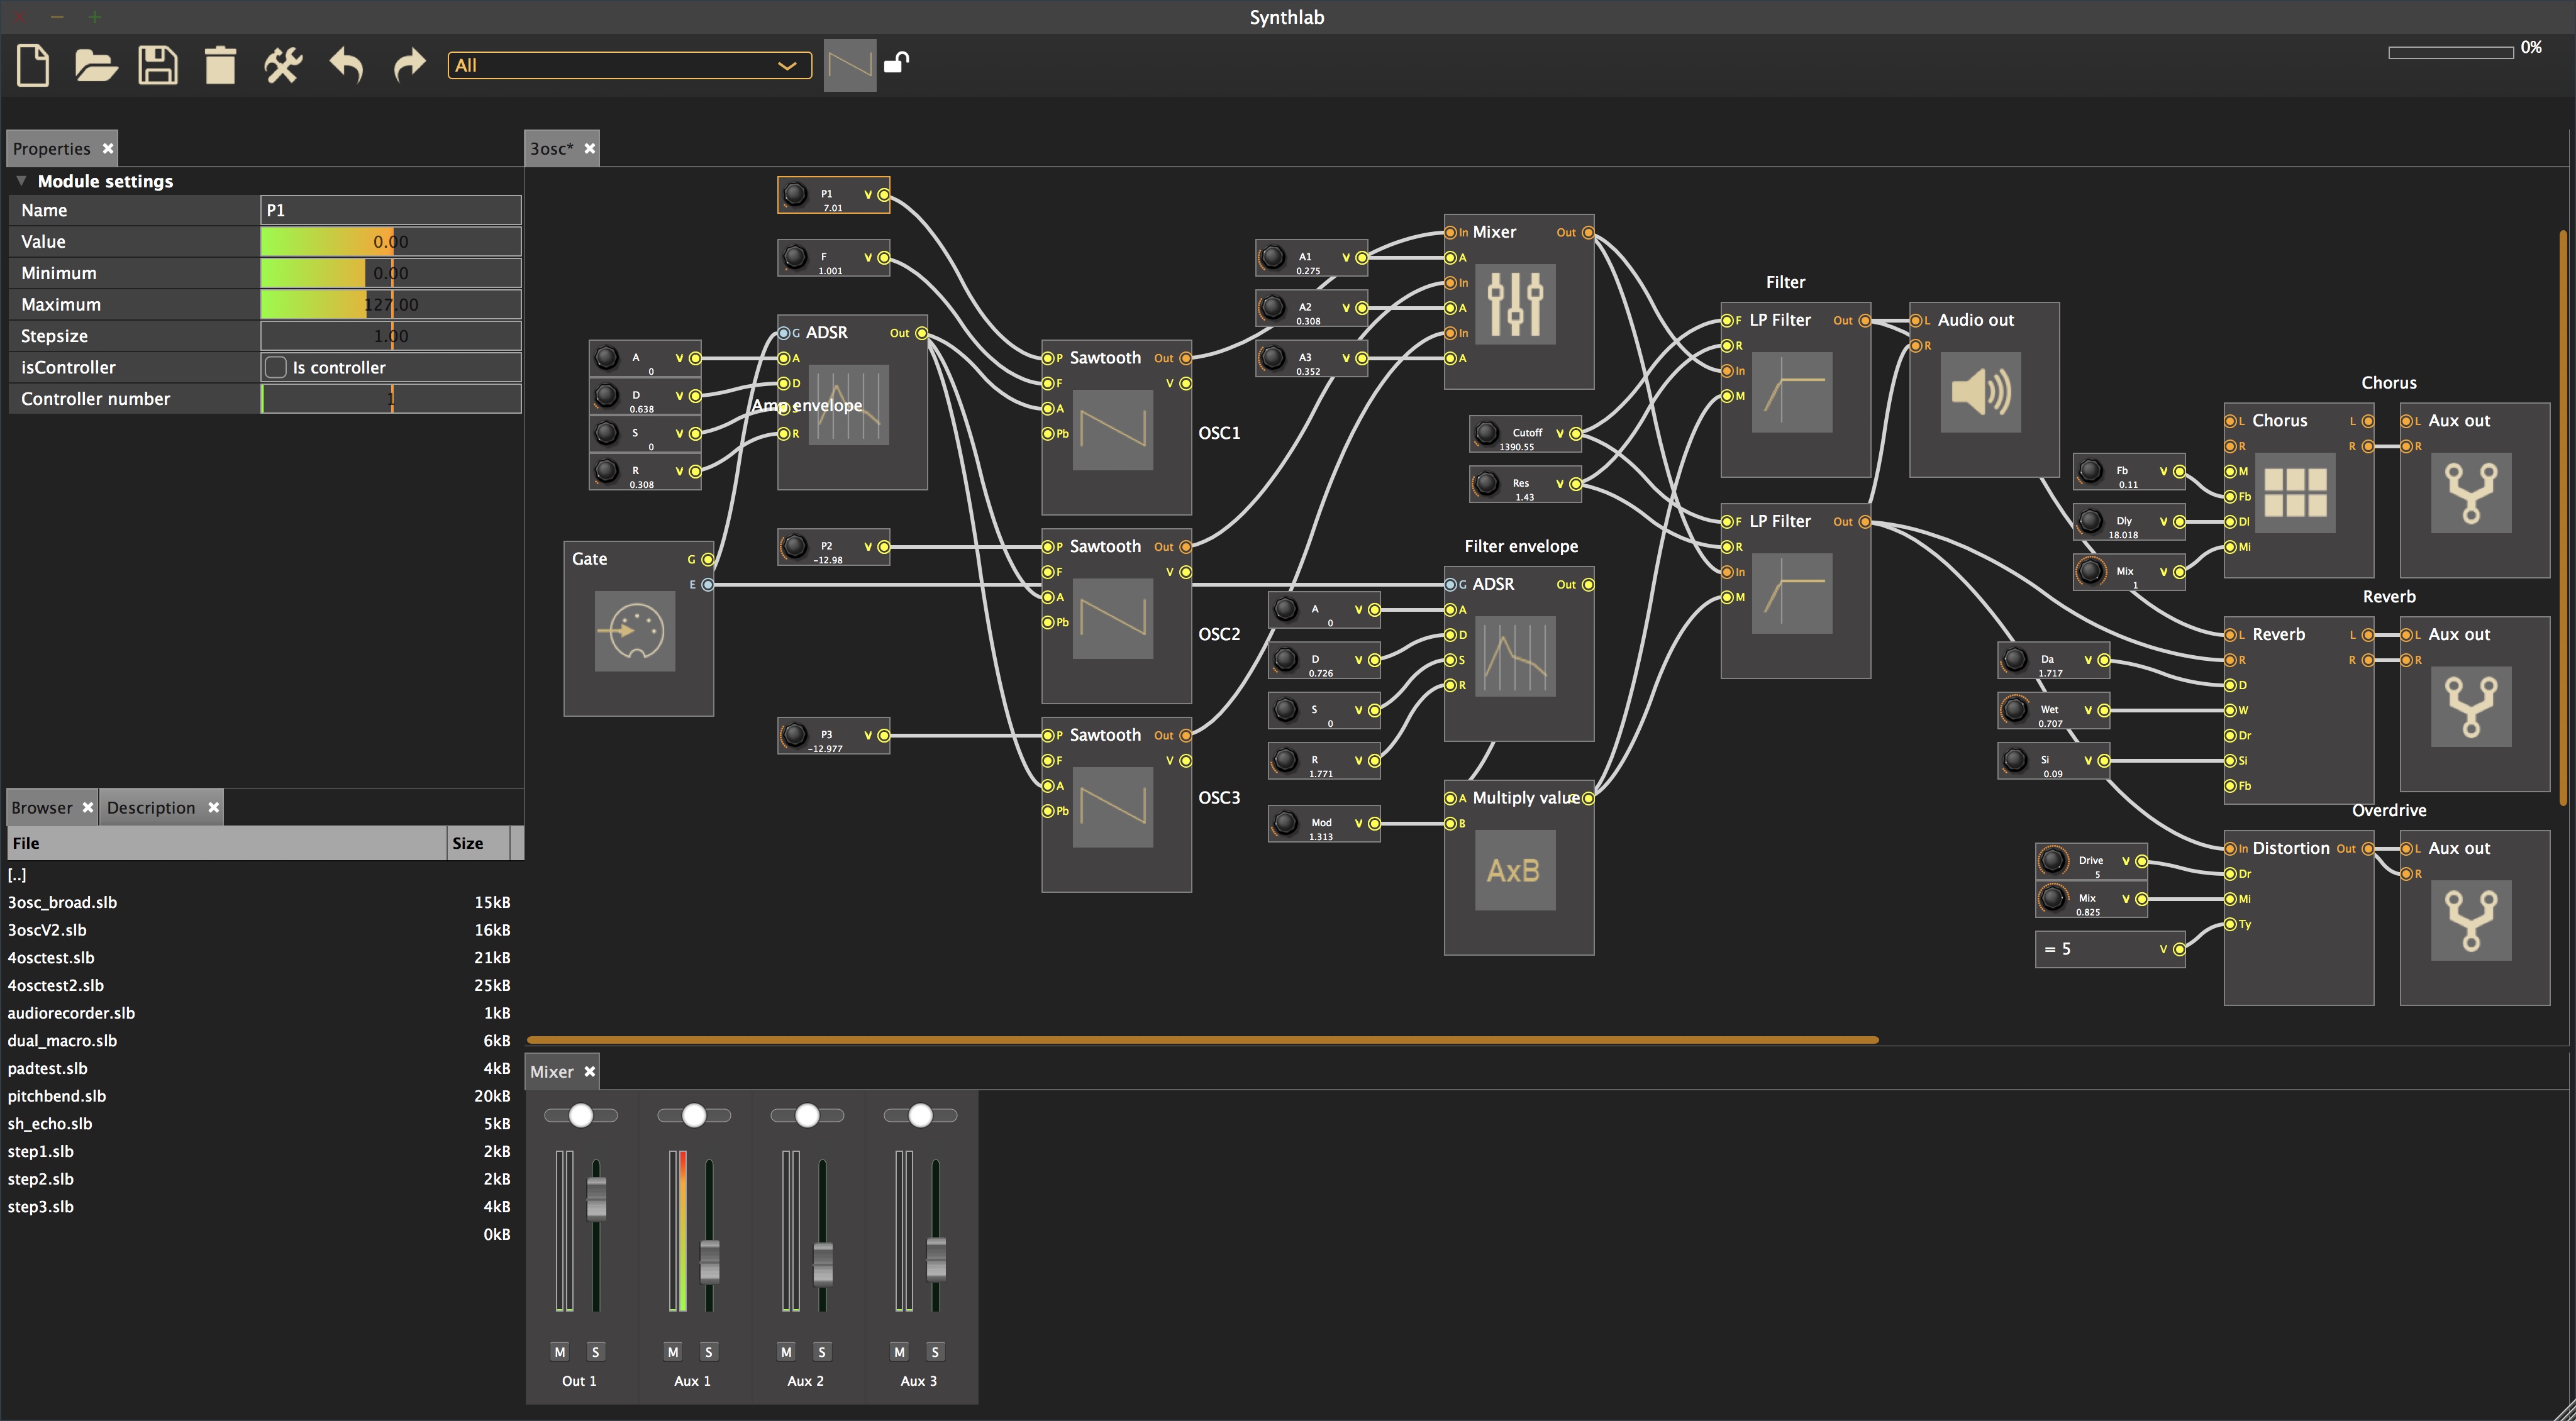 Synthlab
All
0%
Properties
Module settings
Name P1
Value 0.00
Minimum 0.00
Maximum 127.00
Stepsize 1.00
isController Is controller
Controller number 1
Browser Description
File Size
[..]
3osc_broad.slb 15kB
3oscV2.slb 16kB
4osctest.slb 21kB
4osctest2.slb 25kB
audiorecorder.slb 1kB
dual_macro.slb 6kB
padtest.slb 4kB
pitchbend.slb 20kB
sh_echo.slb 5kB
step1.slb 2kB
step2.slb 2kB
step3.slb 4kB
0kB
3osc*
P1 V
7.01
F V
1.001
A V
0
D V
0.638
S V
0
R V
0.308
G ADSR Out
A
D
S
R
Amp envelope
Gate G
E
P2 V
-12.98
P3 V
-12.977
P Sawtooth Out
F V
A
Pb
OSC1
P Sawtooth Out
F V
A
Pb
OSC2
P Sawtooth Out
F V
A
Pb
OSC3
A1 V
0.275
A2 V
0.308
A3 V
0.352
In Mixer Out
A
In
A
In
A
Cutoff V
1390.55
Res V
1.43
Filter envelope
G ADSR Out
A
D
S
R
A V
0
D V
0.726
S V
0
R V
1.771
Mod V
1.313
A Multiply value
B
AxB
Filter
F LP Filter Out
R
In
M
F LP Filter Out
R
In
M
L Audio out
R
Chorus
L Chorus L
R R
M
Fb
Dl
Mi
L Aux out
R
Fb V
0.11
Dly V
18.018
Mix V
1
Reverb
L Reverb L
R R
D
W
Dr
Si
Fb
L Aux out
R
Da V
1.717
Wet V
0.707
Si V
0.09
Overdrive
In Distortion Out
Dr
Mi
Ty
L Aux out
R
Drive V
5
Mix V
0.825
= 5 V
Mixer
M S
Out 1
M S
Aux 1
M S
Aux 2
M S
Aux 3